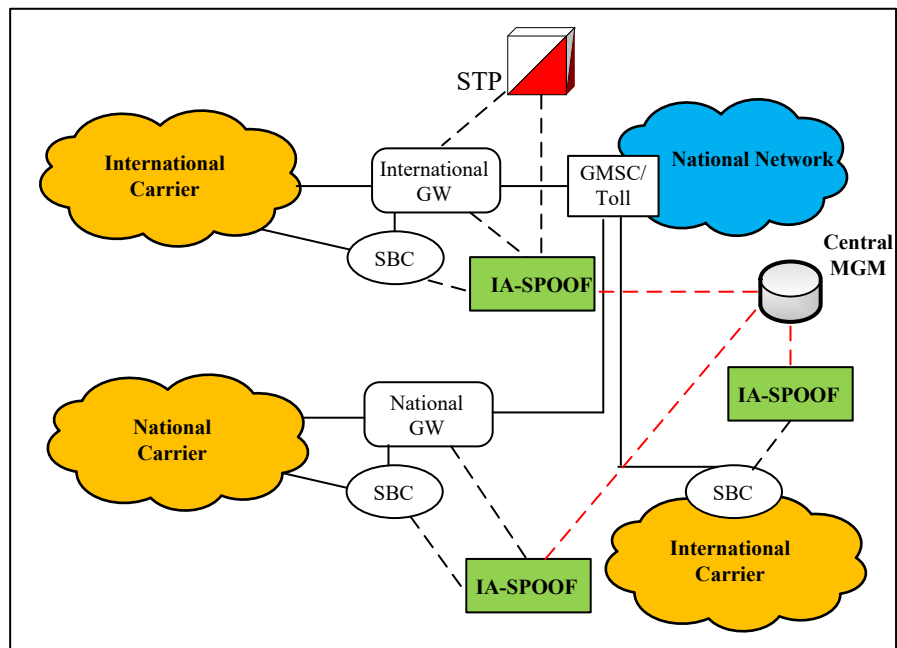 STP
International
Carrier
International
GW
GMSC/
Toll
National Network
SBC
IA-SPOOF
Central
MGM
IA-SPOOF
National
Carrier
National
GW
SBC
SBC
International
Carrier
IA-SPOOF